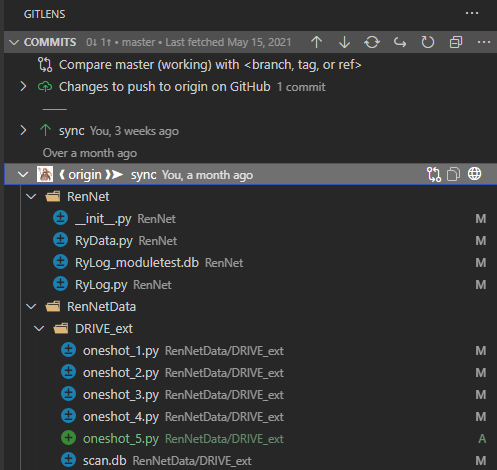 GITLENS
COMMITS 0↓ 1↑ • master • Last fetched May 15, 2021
Compare master (working) with <branch, tag, or ref>
Changes to push to origin on GitHub 1 commit
sync You, 3 weeks ago
Over a month ago
❰ origin ❱➤ sync You, a month ago
RenNet
__init__.py RenNet M
RyData.py RenNet M
RyLog_moduletest.db RenNet M
RyLog.py RenNet M
RenNetData
DRIVE_ext
oneshot_1.py RenNetData/DRIVE_ext M
oneshot_2.py RenNetData/DRIVE_ext M
oneshot_3.py RenNetData/DRIVE_ext M
oneshot_4.py RenNetData/DRIVE_ext M
oneshot_5.py RenNetData/DRIVE_ext A
scan.db RenNetData/DRIVE_ext M